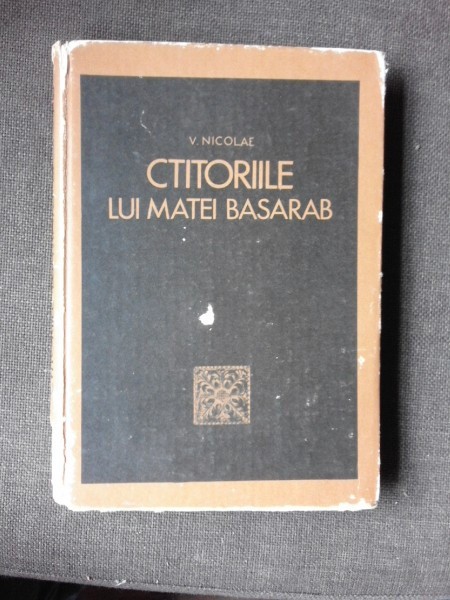 V. NICOLAE
CTITORIILE
LUI MATEI BASARAB